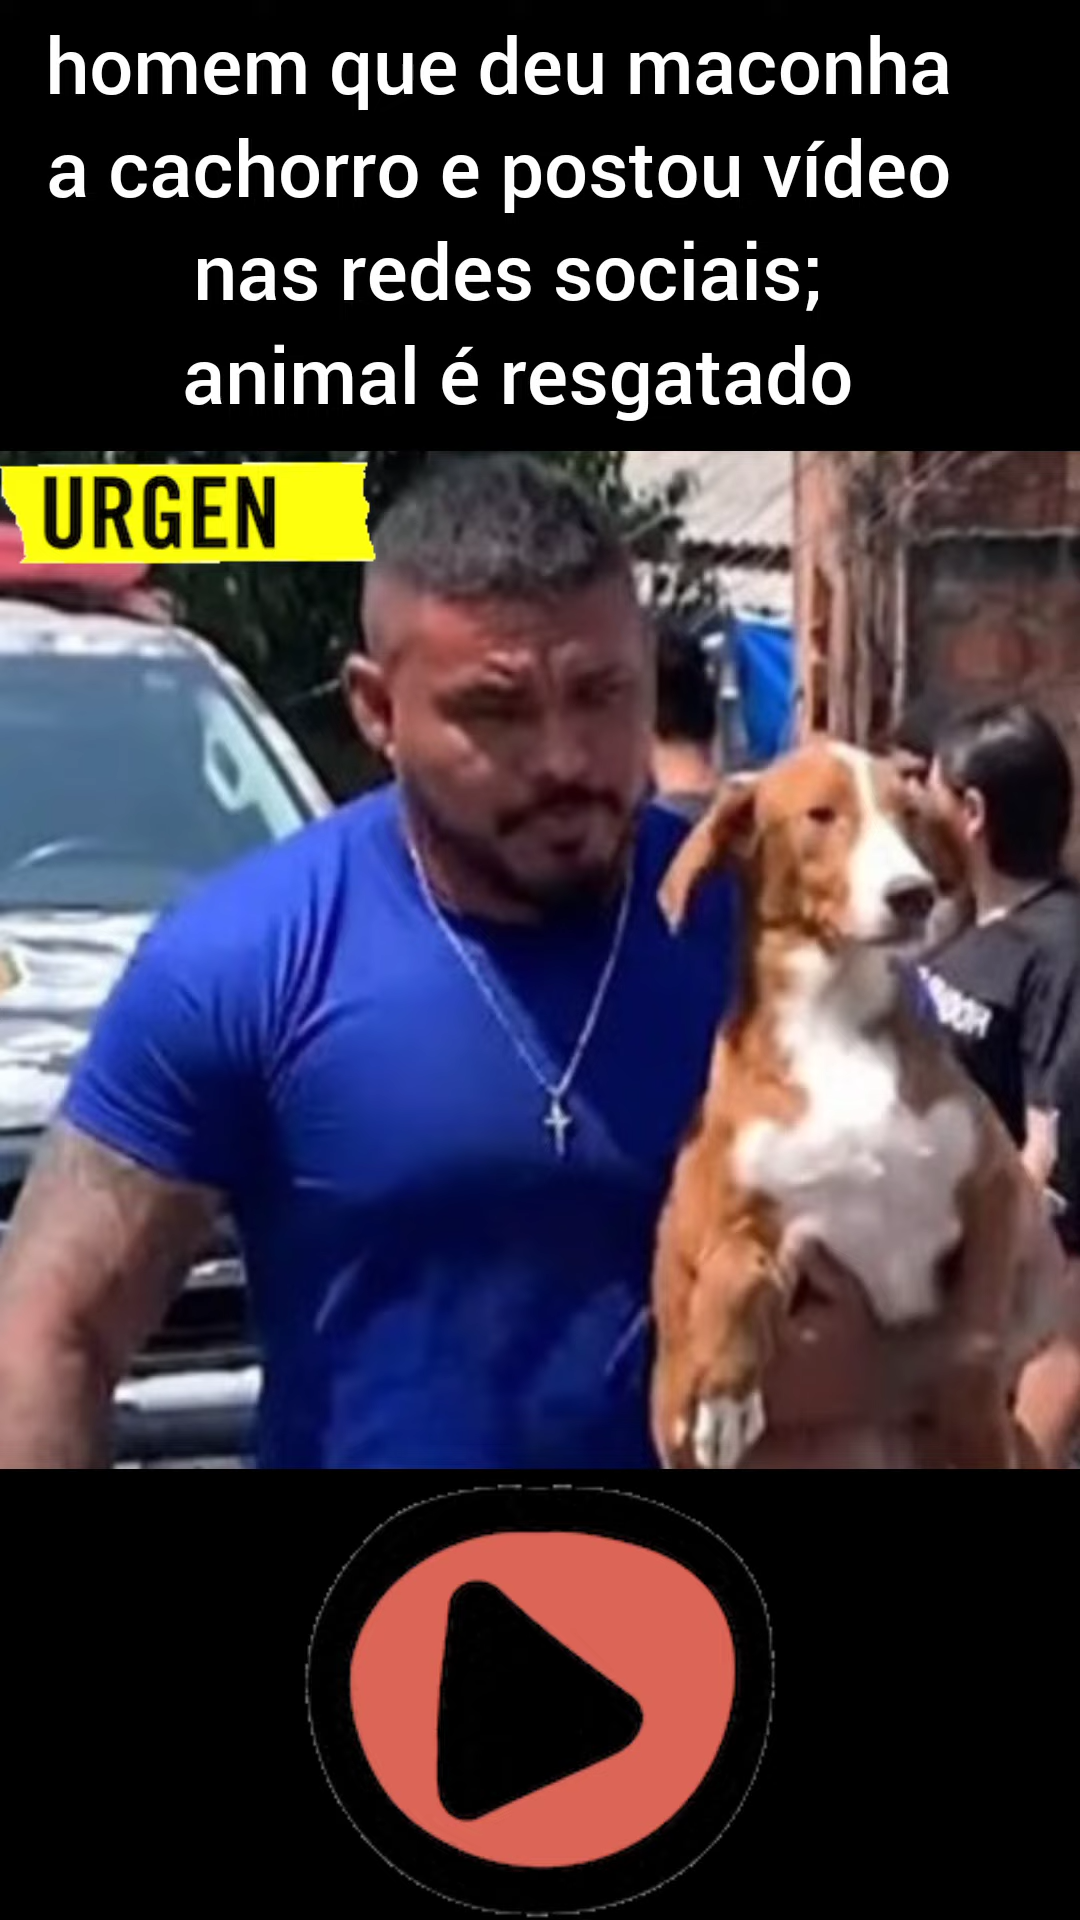 homem que deu maconha
a cachorro e postou vídeo
nas redes sociais;
animal é resgatado
URGEN